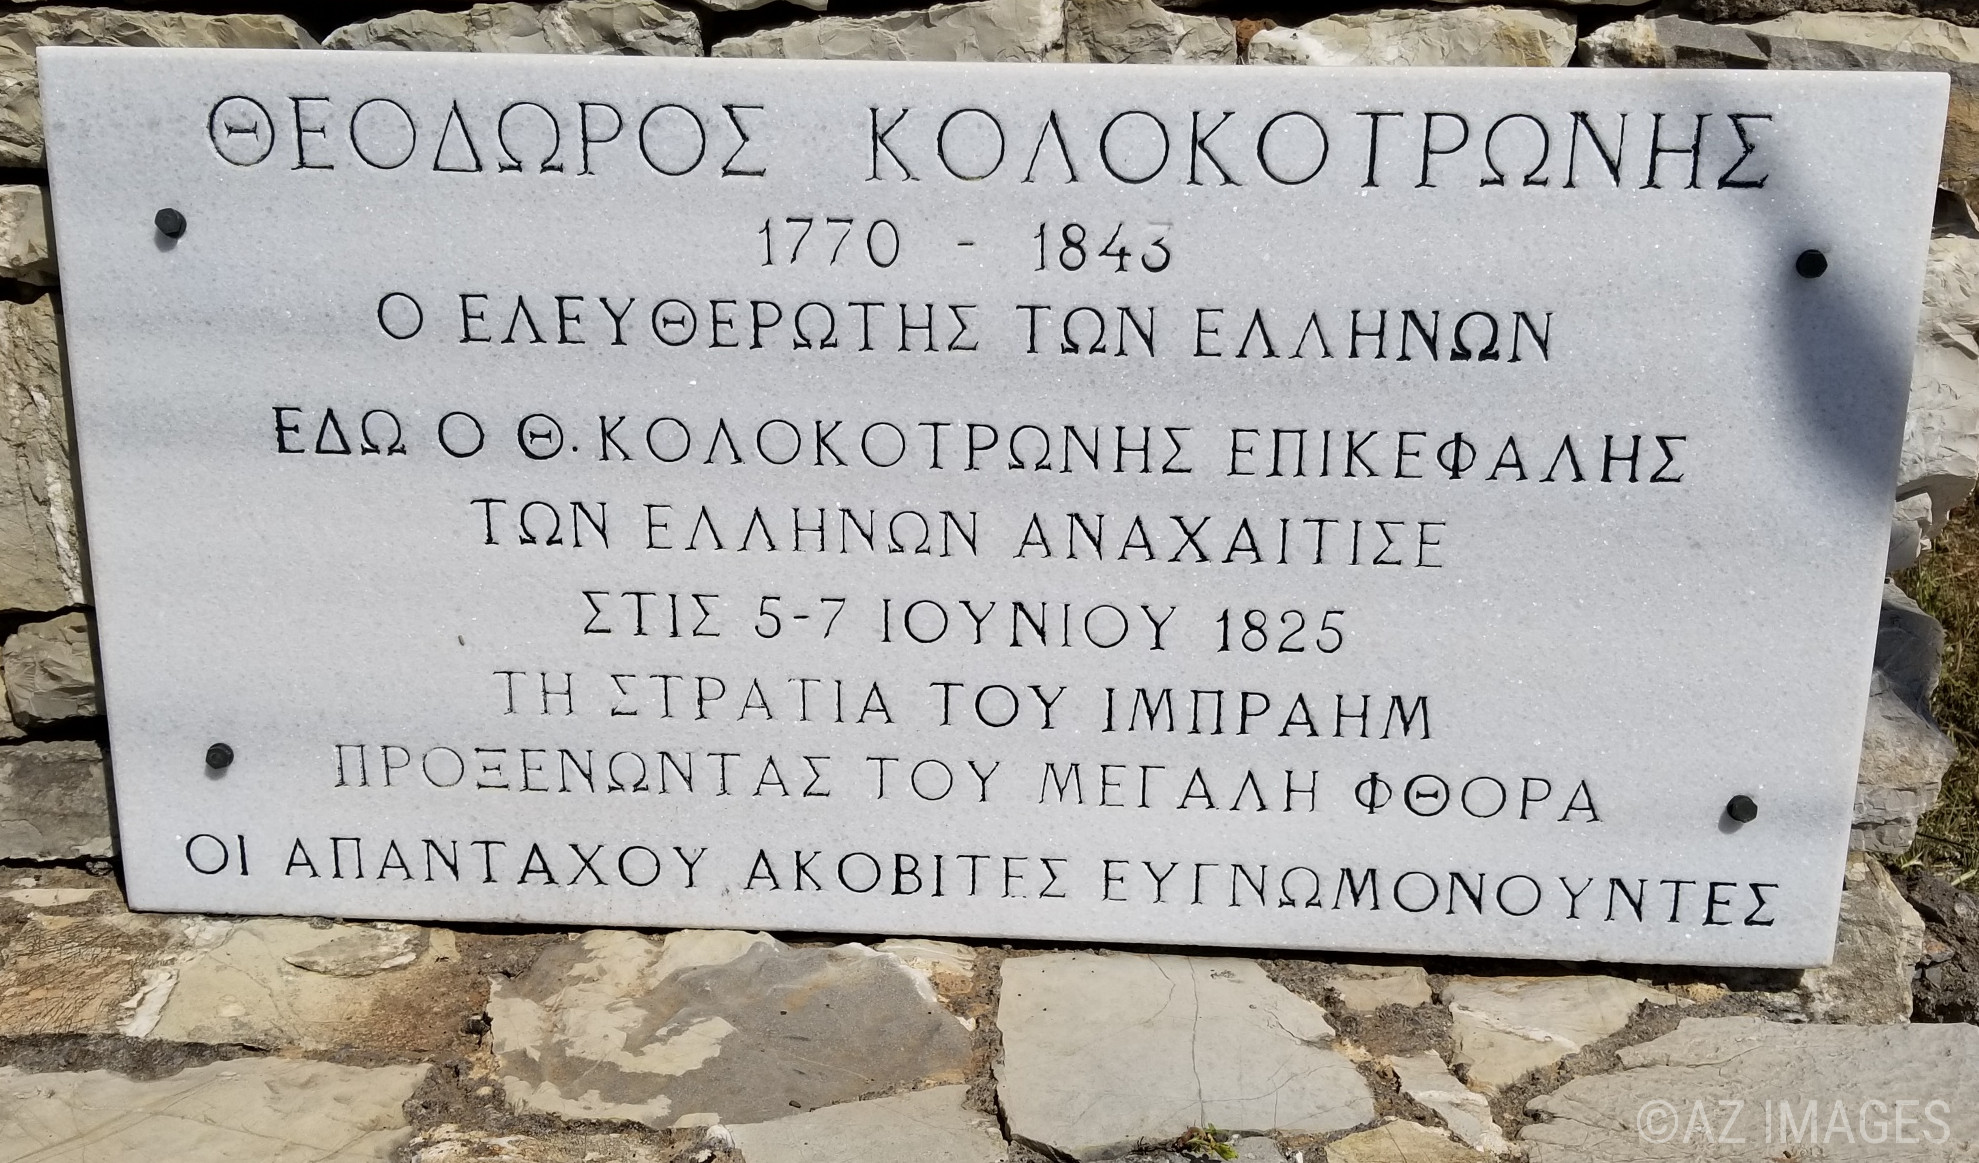 ΘΕΟΔΩΡΟΣ ΚΟΛΟΚΟΤΡΩΝΗΣ
1770 - 1843
Ο ΕΛΕΥΘΕΡΩΤΗΣ ΤΩΝ ΕΛΛΗΝΩΝ
ΕΔΩ Ο Θ. ΚΟΛΟΚΟΤΡΩΝΗΣ ΕΠΙΚΕΦΑΛΗΣ
ΤΩΝ ΕΛΛΗΝΩΝ ΑΝΑΧΑΙΤΙΣΕ
ΣΤΙΣ 5-7 ΙΟΥΝΙΟΥ 1825
ΤΗ ΣΤΡΑΤΙΑ ΤΟΥ ΙΜΠΡΑΗΜ
ΠΡΟΞΕΝΩΝΤΑΣ ΤΟΥ ΜΕΓΑΛΗ ΦΘΟΡΑ
ΟΙ ΑΠΑΝΤΑΧΟΥ ΑΚΟΒΙΤΕΣ ΕΥΓΝΩΜΟΝΟΥΝΤΕΣ
©AZ IMAGES